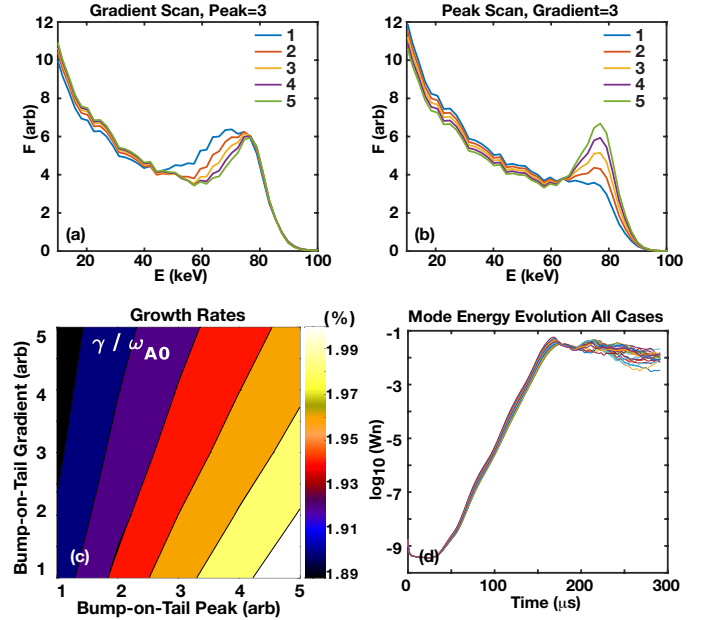 Gradient Scan, Peak=3
12
10
8
6
4
2
0
F (arb)
1
2
3
4
5
(a)
20 40 60 80 100
E (keV)
Peak Scan, Gradient=3
12
10
8
6
4
2
0
F (arb)
1
2
3
4
5
(b)
20 40 60 80 100
E (keV)
Growth Rates
(%)
5
4
3
2
1
Bump-on-Tail Gradient (arb)
γ / ω_A0
(c)
1 2 3 4 5
Bump-on-Tail Peak (arb)
1.99
1.97
1.95
1.93
1.91
1.89
Mode Energy Evolution All Cases
-1
-3
-5
-7
-9
log10 (Wn)
(d)
0 100 200 300
Time (μs)